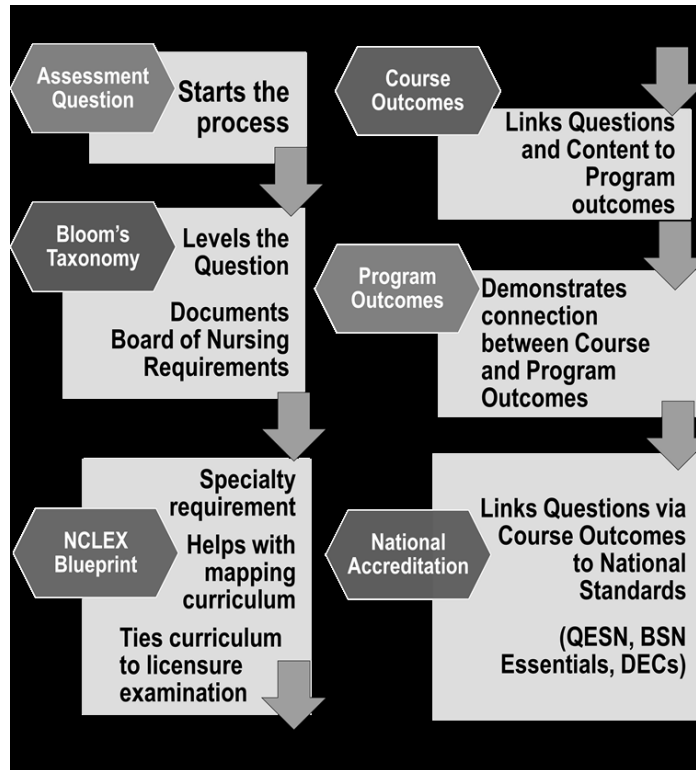 Assessment
Question
Starts the
process
Bloom's
Taxonomy
Levels the
Question
Documents
Board of Nursing
Requirements
NCLEX
Blueprint
Specialty
requirement
Helps with
mapping
curriculum
Ties curriculum
to licensure
examination
Course
Outcomes
Links Questions
and Content to
Program
outcomes
Program
Outcomes
Demonstrates
connection
between Course
and Program
Outcomes
National
Accreditation
Links Questions via
Course Outcomes
to National
Standards
(QESN, BSN
Essentials, DECs)